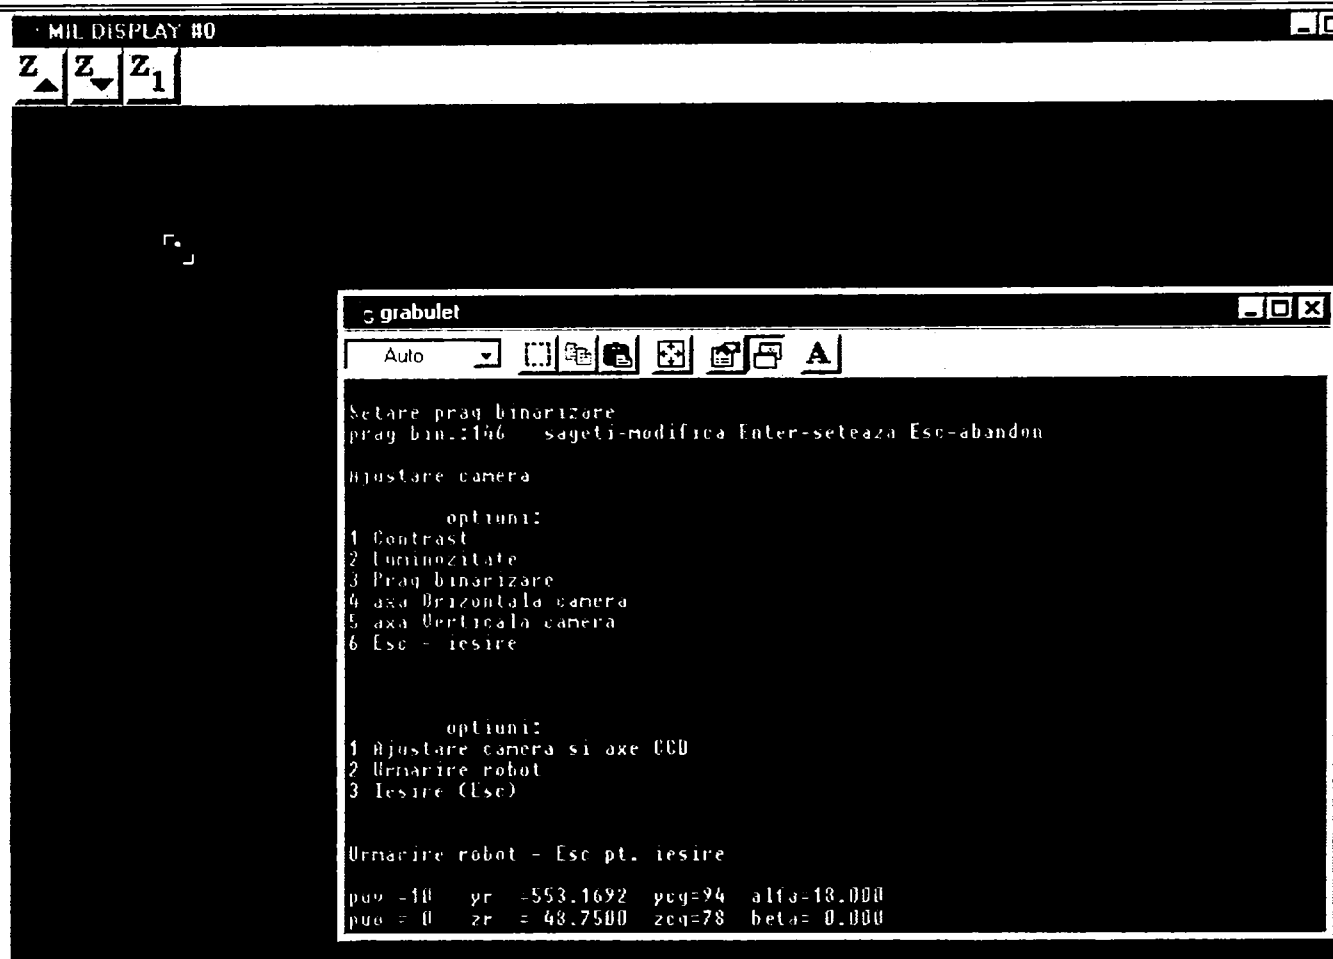 MIL DISPLAY #0
Z Z Z1
grabulet
Auto A
Setare prag binarizare
prag bin.:146 sageti-modifica Enter-seteaza Esc-abandon
Ajustare camera
optiuni:
1 Contrast
2 Luminozitate
3 Prag binarizare
4 axa Orizontala camera
5 axa Verticala camera
6 Esc - iesire
optiuni:
1 Ajustare camera si axe CCD
2 Urmarire robot
3 Iesire (Esc)
Urmarire robot - Esc pt. iesire
yr =553.1692 ycg=94 alfa=18.000
zr = 48.7500 zcg=78 beta= 0.000